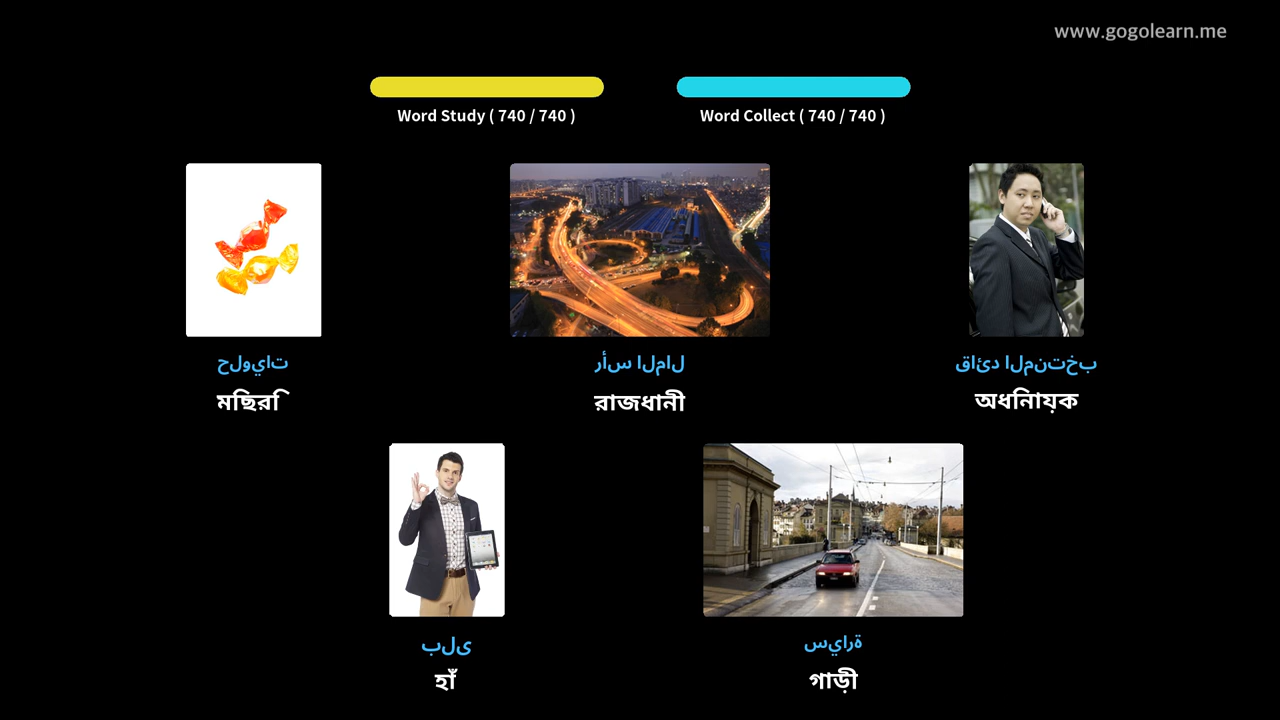 www.gogolearn.me
Word Study ( 740 / 740 ) Word Collect ( 740 / 740 )
حلويات رأس المال قائد المنتخب
মিছরি রাজধানী অধিনায়ক
بلى سيارة
হাঁ গাড়ী